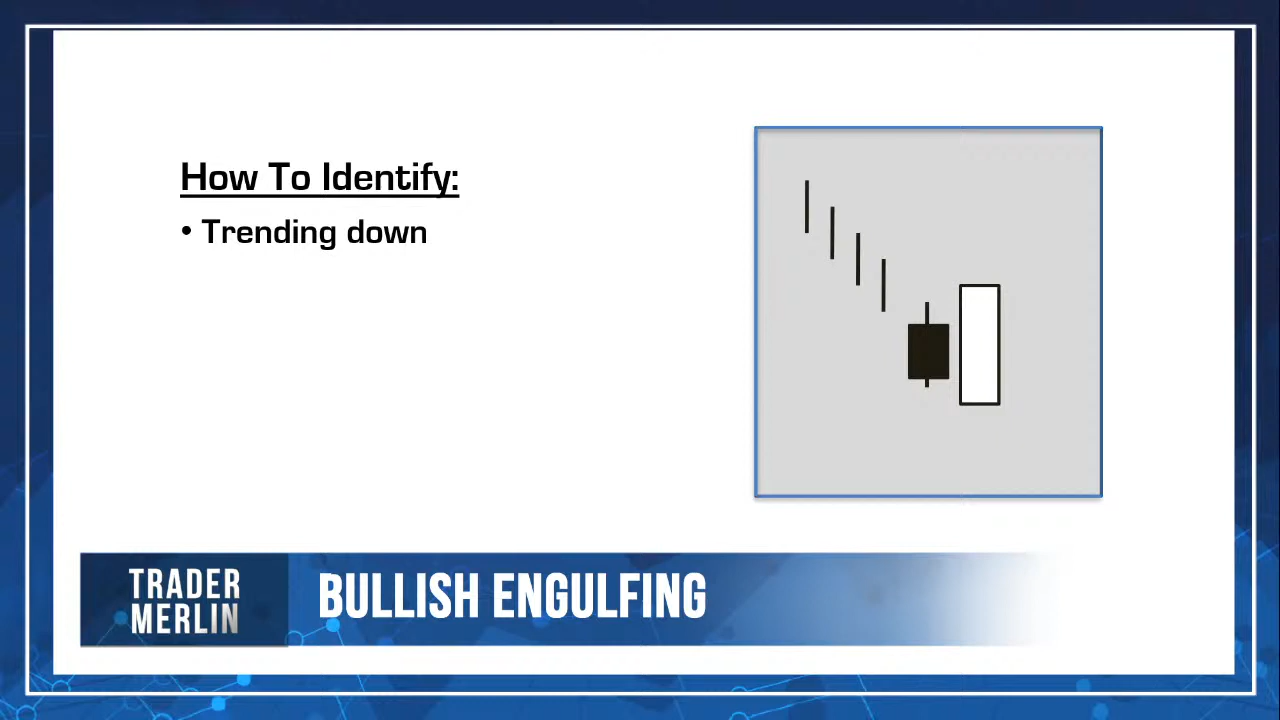 How To Identify:
• Trending down
TRADER
MERLIN
BULLISH ENGULFING